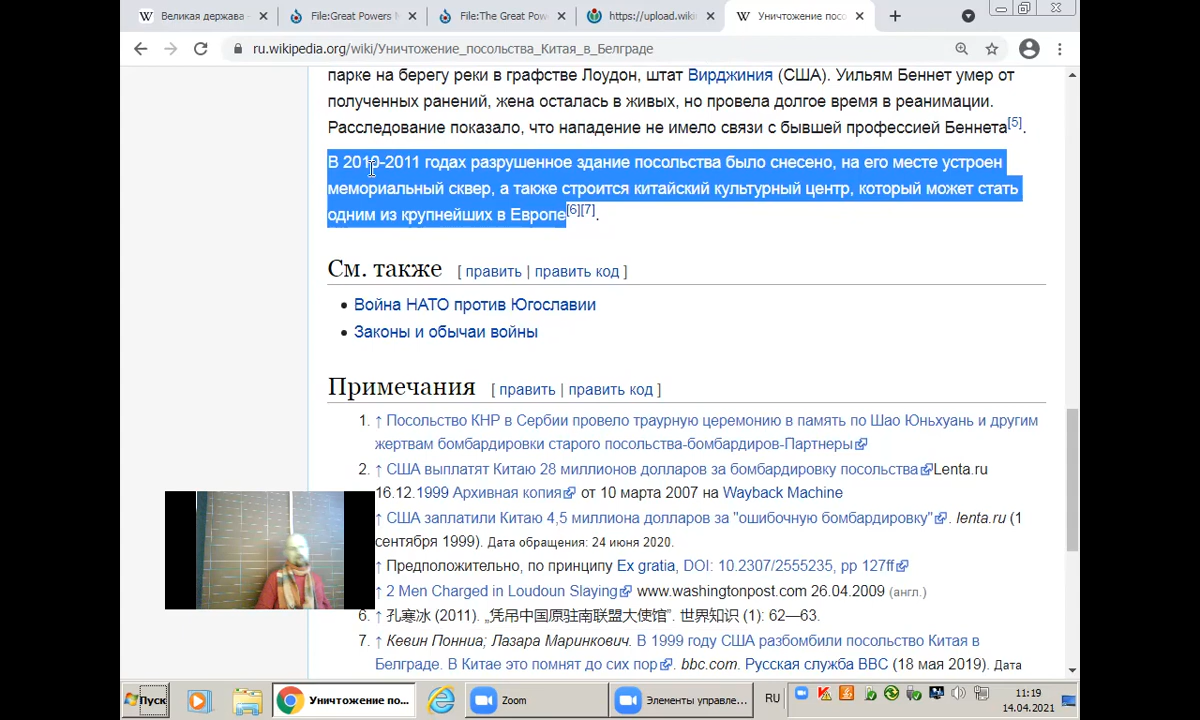 Великая держава
File:Great Powers
File:The Great Pow
https://upload.wiki
Уничтожение посо
ru.wikipedia.org/wiki/Уничтожение_посольства_Китая_в_Белграде
парке на берегу реки в графстве Лоудон, штат Вирджиния (США). Уильям Беннет умер от
полученных ранений, жена осталась в живых, но провела долгое время в реанимации.
Расследование показало, что нападение не имело связи с бывшей профессией Беннета[5].
В 2010-2011 годах разрушенное здание посольства было снесено, на его месте устроен
мемориальный сквер, а также строится китайский культурный центр, который может стать
одним из крупнейших в Европе[6][7].
См. также [ править | править код ]
Война НАТО против Югославии
Законы и обычаи войны
Примечания [ править | править код ]
1. ↑ Посольство КНР в Сербии провело траурную церемонию в память по Шао Юньхуань и другим
жертвам бомбардировки старого посольства-бомбардиров-Партнеры
2. ↑ США выплатят Китаю 28 миллионов долларов за бомбардировку посольства Lenta.ru
16.12.1999 Архивная копия от 10 марта 2007 на Wayback Machine
↑ США заплатили Китаю 4,5 миллиона долларов за "ошибочную бомбардировку". lenta.ru (1
сентября 1999). Дата обращения: 24 июня 2020.
↑ Предположительно, по принципу Ex gratia, DOI: 10.2307/2555235, pp 127ff
↑ 2 Men Charged in Loudoun Slaying www.washingtonpost.com 26.04.2009 (англ.)
6. ↑ 孔寒冰 (2011). „凭吊中国原驻南联盟大使馆”. 世界知识 (1): 62—63.
7. ↑ Кевин Понниа; Лазара Маринкович. В 1999 году США разбомбили посольство Китая в
Белграде. В Китае это помнят до сих пор. bbc.com. Русская служба BBC (18 мая 2019). Дата
Пуск
Уничтожение по...
Zoom
Элементы управле...
RU
11:19
14.04.2021